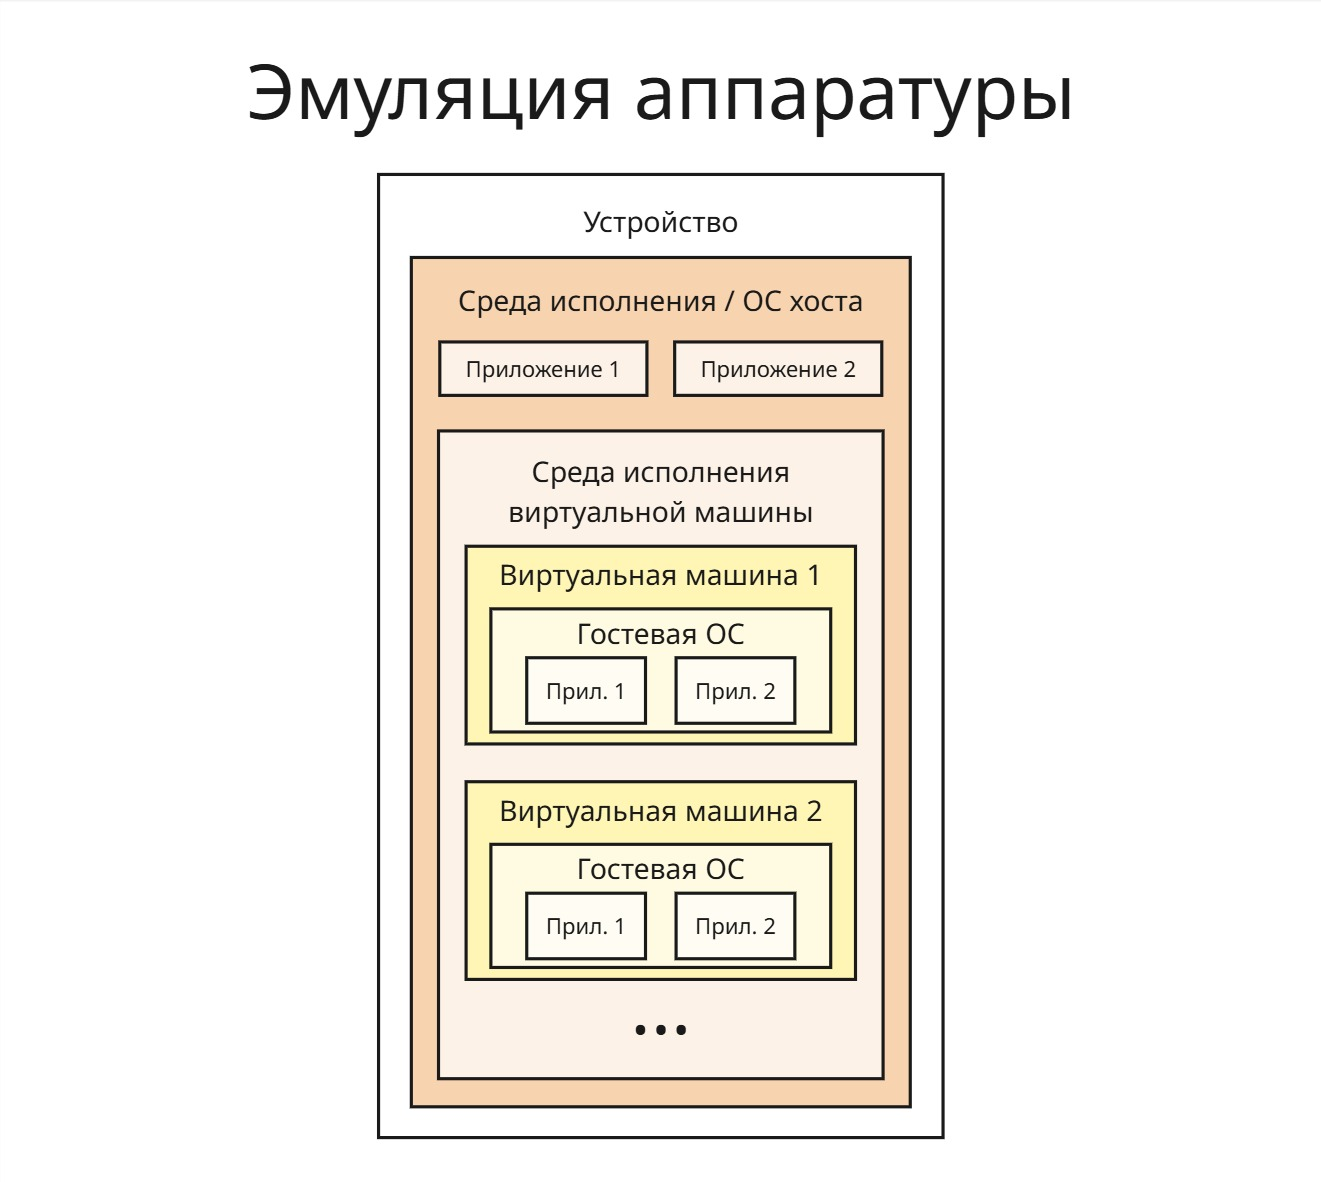 Эмуляция аппаратуры
Устройство
Среда исполнения / ОС хоста
Приложение 1
Приложение 2
Среда исполнения
виртуальной машины
Виртуальная машина 1
Гостевая ОС
Прил. 1
Прил. 2
Виртуальная машина 2
Гостевая ОС
Прил. 1
Прил. 2
...